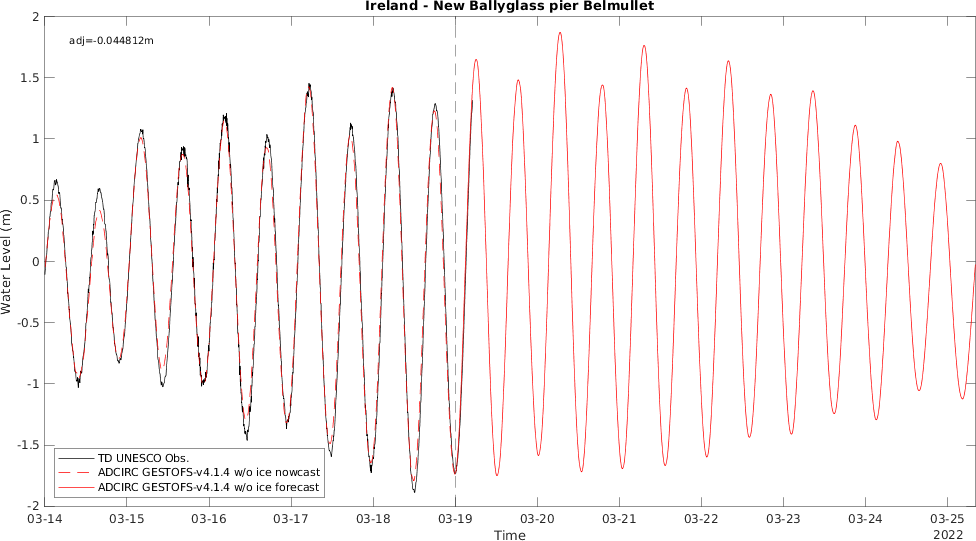 Ireland - New Ballyglass pier Belmullet
adj=-0.044812m
2
1.5
1
0.5
0
-0.5
-1
-1.5
-2
Water Level (m)
TD UNESCO Obs.
ADCIRC GESTOFS-v4.1.4 w/o ice nowcast
ADCIRC GESTOFS-v4.1.4 w/o ice forecast
03-14 03-15 03-16 03-17 03-18 03-19 03-20 03-21 03-22 03-23 03-24 03-25
Time
2022